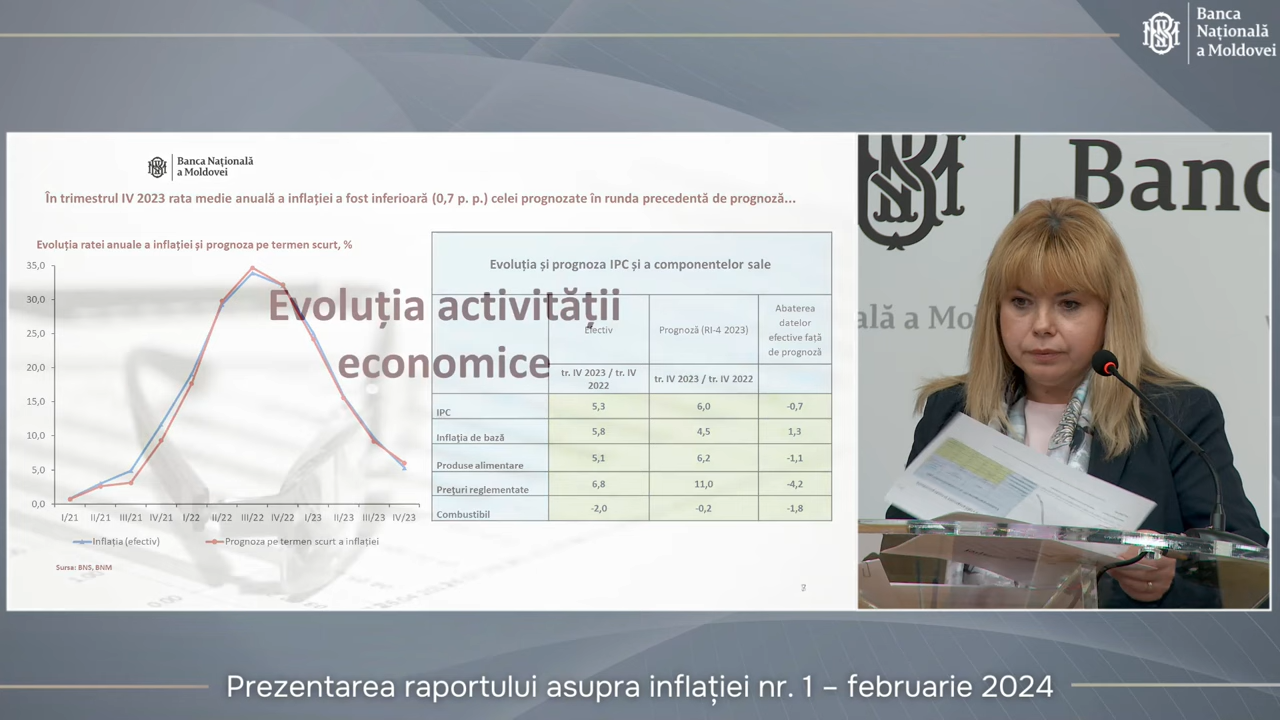 Banca
Națională
a Moldovei
Banca Națională
a Moldovei
În trimestrul IV 2023 rata medie anuală a inflației a fost inferioară (0,7 p. p.) celei prognozate în runda precedentă de prognoză...
Evoluția ratei anuale a inflației și prognoza pe termen scurt, %
35,0
30,0
25,0
20,0
15,0
10,0
5,0
0,0
I/21 II/21 III/21 IV/21 I/22 II/22 III/22 IV/22 I/23 II/23 III/23 IV/23
Inflația (efectiv) Prognoza pe termen scurt a inflației
Sursa: BNS, BNM
Evoluția activității
economice
Evoluția și prognoza IPC și a componentelor sale
Efectiv Prognoză (RI-4 2023) Abaterea datelor efective față de prognoză
tr. IV 2023 / tr. IV 2022 tr. IV 2023 / tr. IV 2022
IPC 5,3 6,0 -0,7
Inflația de bază 5,8 4,5 1,3
Produse alimentare 5,1 6,2 -1,1
Prețuri reglementate 6,8 11,0 -4,2
Combustibil -2,0 -0,2 -1,8
Banc
ală a Mo
Prezentarea raportului asupra inflației nr. 1 – februarie 2024